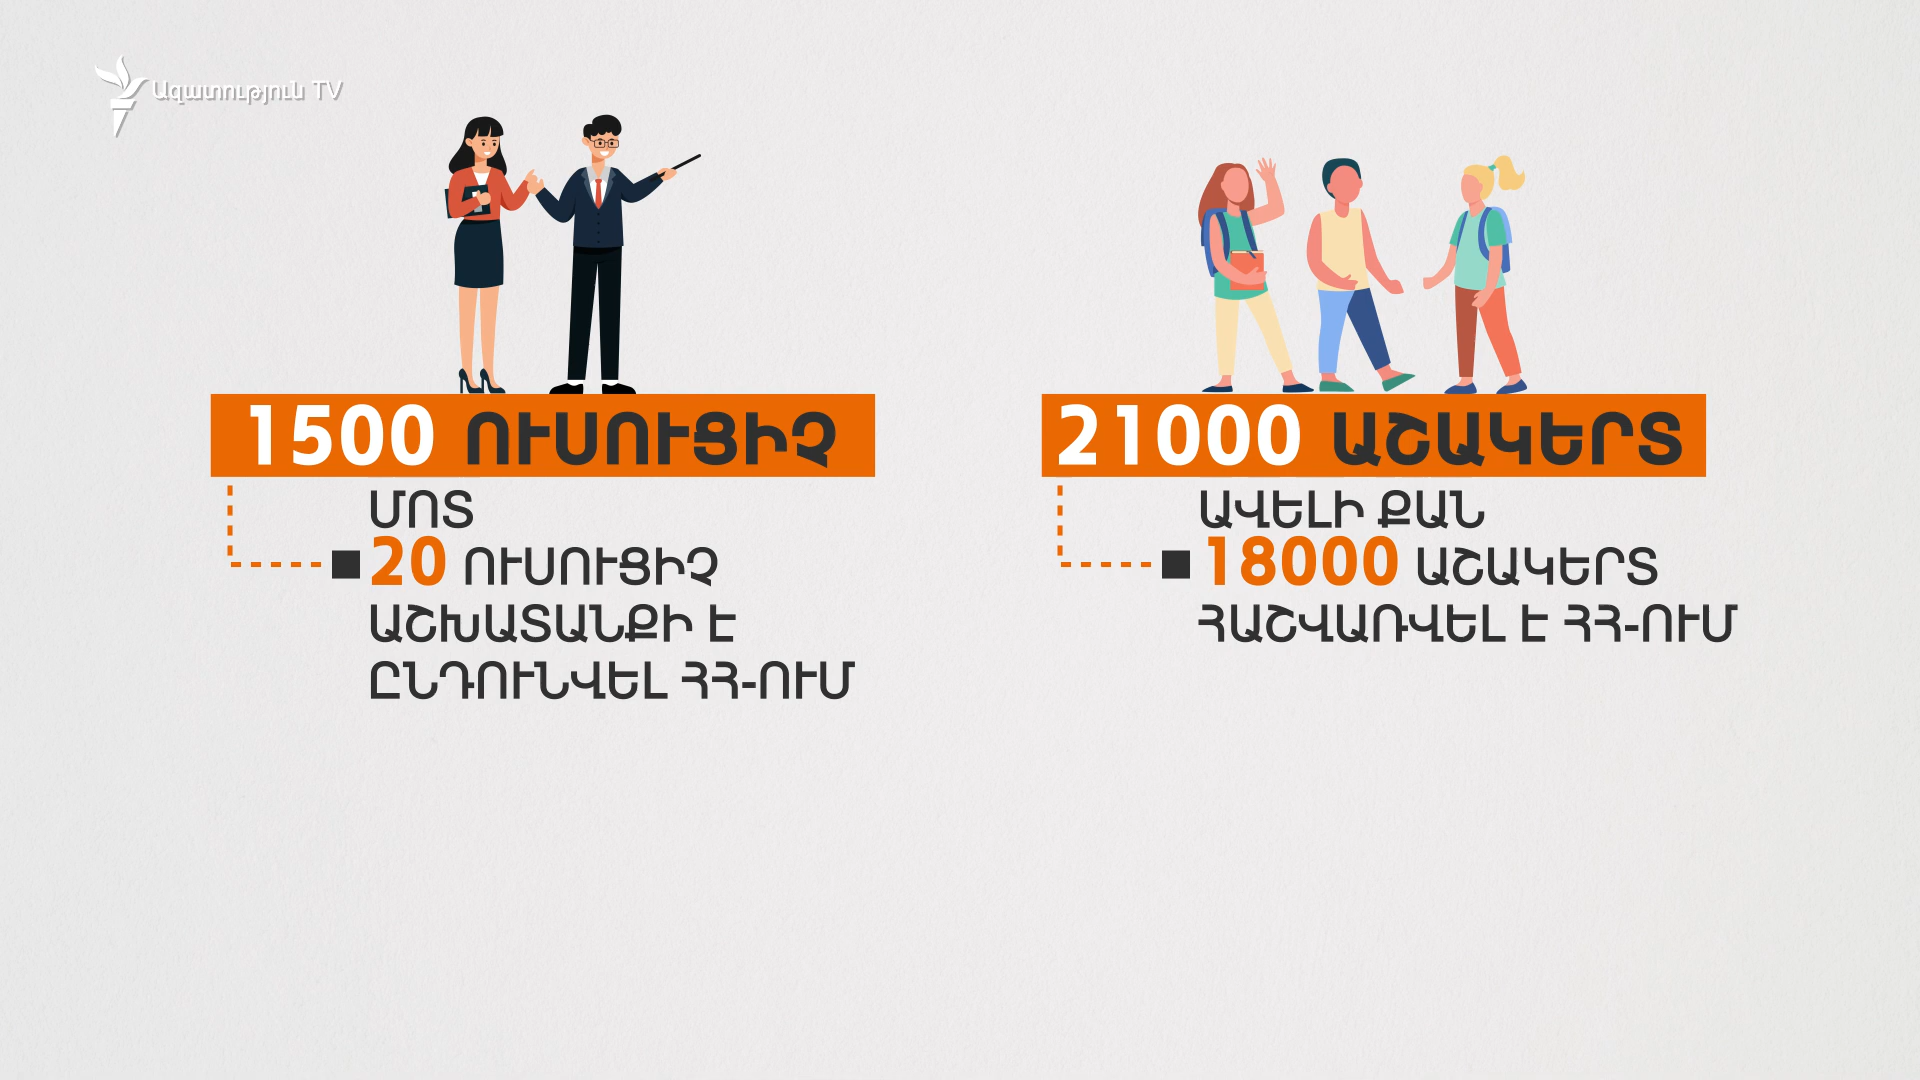 Ազատություն TV
1500 ՈՒՍՈՒՑԻՉ
ՄՈՏ
20 ՈՒՍՈՒՑԻՉ
ԱՇԽԱՏԱՆՔԻ Է
ԸՆԴՈՒՆՎԵԼ ՀՀ-ՈՒՄ
21000 ԱՇԱԿԵՐՏ
ԱՎԵԼԻ ՔԱՆ
18000 ԱՇԱԿԵՐՏ
ՀԱՇՎԱՌՎԵԼ Է ՀՀ-ՈՒՄ